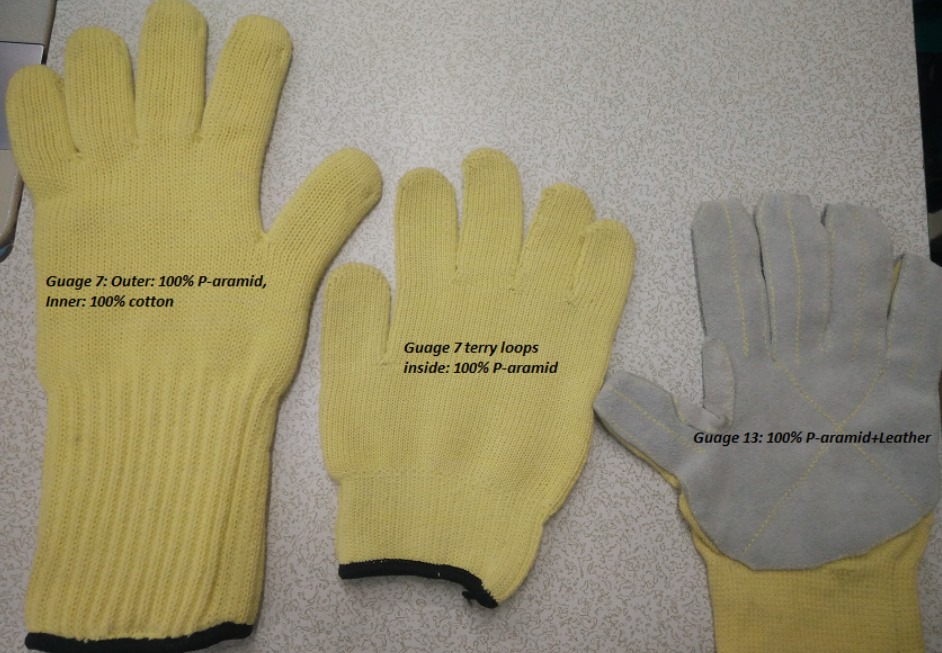 Guage 7: Outer: 100% P-aramid,
Inner: 100% cotton
Guage 7 terry loops
inside: 100% P-aramid
Guage 13: 100% P-aramid+Leather